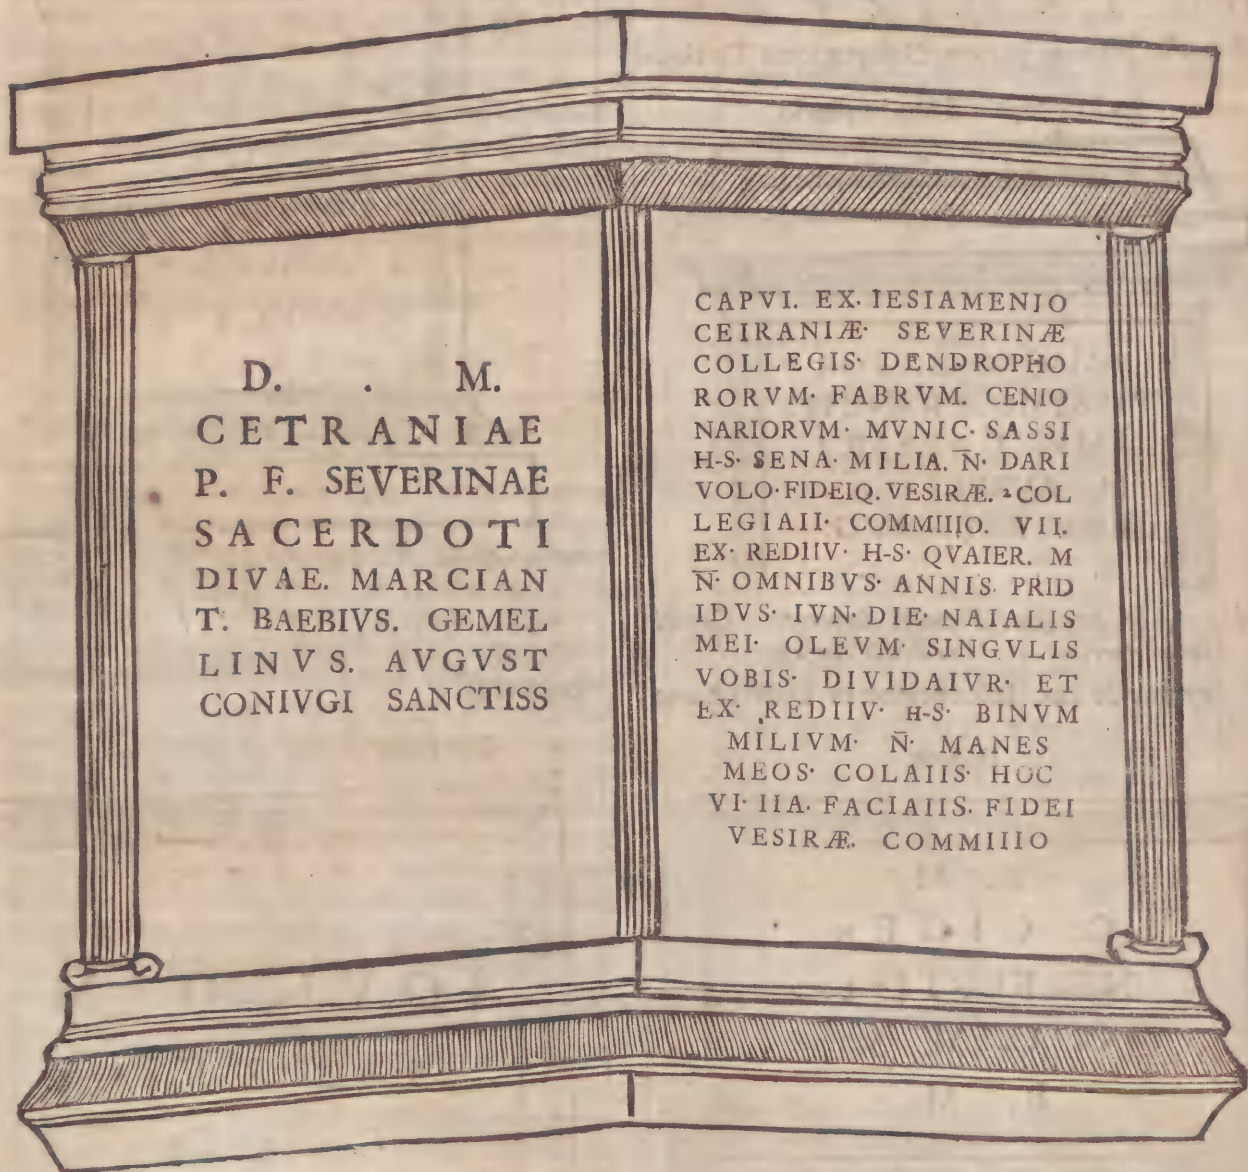 D. . M.
CETRANIAE
P. F. SEVERINAE
SACERDOTI
DIVAE. MARCIAN
T. BAEBIVS. GEMEL
LINVS. AVGVST
CONIVGI SANCTISS
CAPVI. EX. IESIAMENIO
CEIRANIÆ· SEVERINÆ
COLLEGIS· DENDROPHO
RORVM· FABRVM. CENIO
NARIORVM· MVNIC· SASSI
H-S· SENA· MILIA. N̄· DARI
VOLO·FIDEIQ. VESIRÆ. ²COL
LEGIAII· COMMIIIO. VII.
EX· REDIIV· H-S· QVAIER. M
N̄· OMNIBVS· ANNIS. PRID
IDVS· IVN· DIE· NAIALIS
MEI· OLEVM· SINGVLIS
VOBIS· DIVIDAIVR· ET
EX· REDIIV· H-S· BINVM
MILIVM· N̄· MANES
MEOS· COLAIIS· HOC
VI· IIA. FACIAIIS. FIDEI
VESIRÆ. COMMIIIO